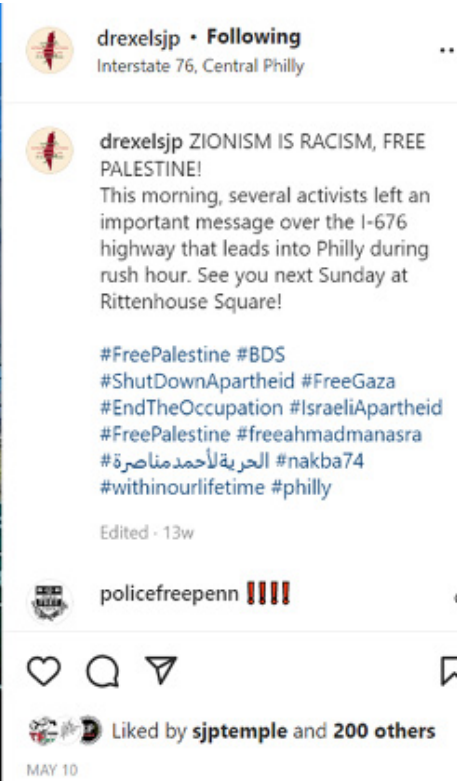 drexelsjp • Following
Interstate 76, Central Philly
drexelsjp ZIONISM IS RACISM, FREE
PALESTINE!
This morning, several activists left an
important message over the I-676
highway that leads into Philly during
rush hour. See you next Sunday at
Rittenhouse Square!
#FreePalestine #BDS
#ShutDownApartheid #FreeGaza
#EndTheOccupation #IsraeliApartheid
#FreePalestine #freeahmadmanasra
#الحريةلأحمدمناصرة #nakba74
#withinourlifetime #philly
Edited · 13w
policefreepenn ‼️‼️
Liked by sjptemple and 200 others
MAY 10